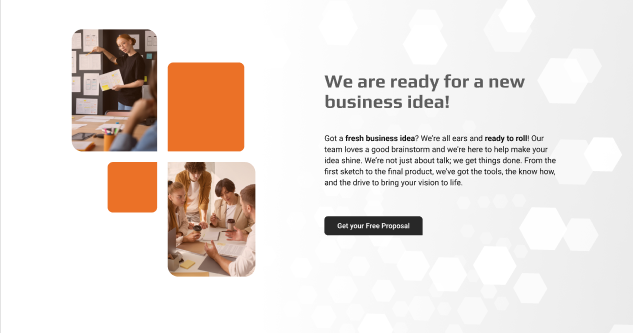 We are ready for a new
business idea!
Got a fresh business idea? We're all ears and ready to roll! Our
team loves a good brainstorm and we're here to help make your
idea shine. We're not just about talk; we get things done. From the
first sketch to the final product, we've got the tools, the know how,
and the drive to bring your vision to life.
Get your Free Proposal